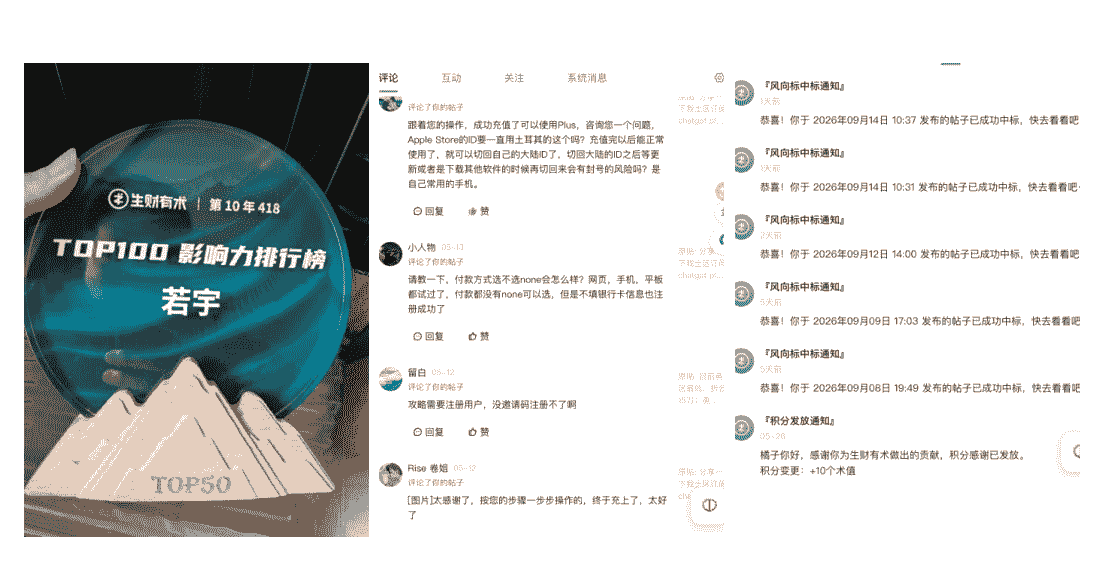 生财有术 | 第 10 年 418
TOP100 影响力排行榜
若宇
TOP50
评论 互动 关注 系统消息
评论了你的帖子
跟着您的操作，成功充值了可以使用Plus，咨询您一个问题，
Apple Store的ID要一直用土耳其的这个吗？充值完以后能正常
使用了，就可以切回自己的大陆ID了，切回大陆的ID之后等更
新或者是下载其他软件的时候再切回来会有封号的风险吗？是
自己常用的手机。
回复 赞
小人物 05-13
评论了你的帖子
请教一下，付款方式选不选none会怎么样？网页，手机，平板
都试过了，付款都没有none可以选，但是不填银行卡信息也注
册成功了
回复 赞
留白 05-12
评论了你的帖子
攻略需要注册用户，没邀请码注册不了啊
回复 赞
Rise 卷姐 05-12
评论了你的帖子
[图片]太感谢了，按您的步骤一步步操作的，终于充上了，太好
了
『风向标中标通知』
恭喜！你于 2026年09月14日 10:37 发布的帖子已成功中标，快去看看吧
『风向标中标通知』
恭喜！你于 2026年09月14日 10:31 发布的帖子已成功中标，快去看看吧
『风向标中标通知』
恭喜！你于 2026年09月12日 14:00 发布的帖子已成功中标，快去看看吧
『风向标中标通知』
5天前
恭喜！你于 2026年09月09日 17:03 发布的帖子已成功中标，快去看看吧
『风向标中标通知』
5天前
恭喜！你于 2026年09月08日 19:49 发布的帖子已成功中标，快去看看吧
『积分发放通知』
05-26
橘子你好，感谢你为生财有术做出的贡献，积分感谢已发放。
积分变更：+10个术值